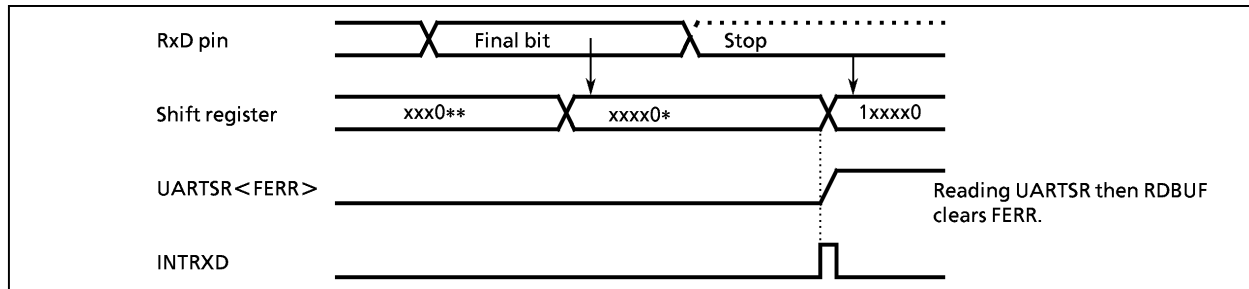 RxD pin Final bit Stop
Shift register xxx0** xxxx0* 1xxxx0
UARTSR<FERR>
Reading UARTSR then RDBUF
clears FERR.
INTRXD